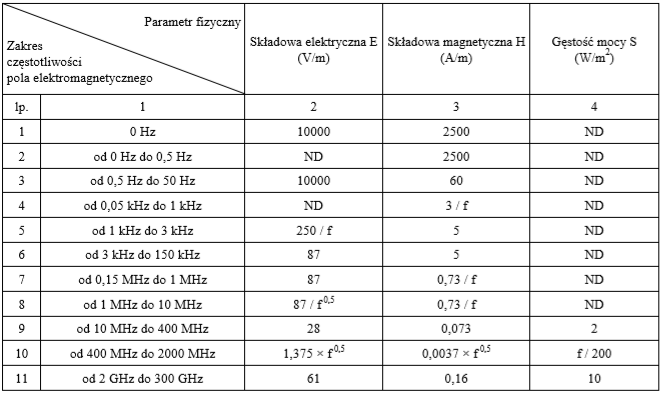 Parametr fizyczny
Zakres
częstotliwości
pola elektromagnetycznego
Składowa elektryczna E
(V/m)
Składowa magnetyczna H
(A/m)
Gęstość mocy S
(W/m²)
lp. 1 2 3 4
1 0 Hz 10000 2500 ND
2 od 0 Hz do 0,5 Hz ND 2500 ND
3 od 0,5 Hz do 50 Hz 10000 60 ND
4 od 0,05 kHz do 1 kHz ND 3 / f ND
5 od 1 kHz do 3 kHz 250 / f 5 ND
6 od 3 kHz do 150 kHz 87 5 ND
7 od 0,15 MHz do 1 MHz 87 0,73 / f ND
8 od 1 MHz do 10 MHz 87 / f^0,5 0,73 / f ND
9 od 10 MHz do 400 MHz 28 0,073 2
10 od 400 MHz do 2000 MHz 1,375 × f^0,5 0,0037 × f^0,5 f / 200
11 od 2 GHz do 300 GHz 61 0,16 10